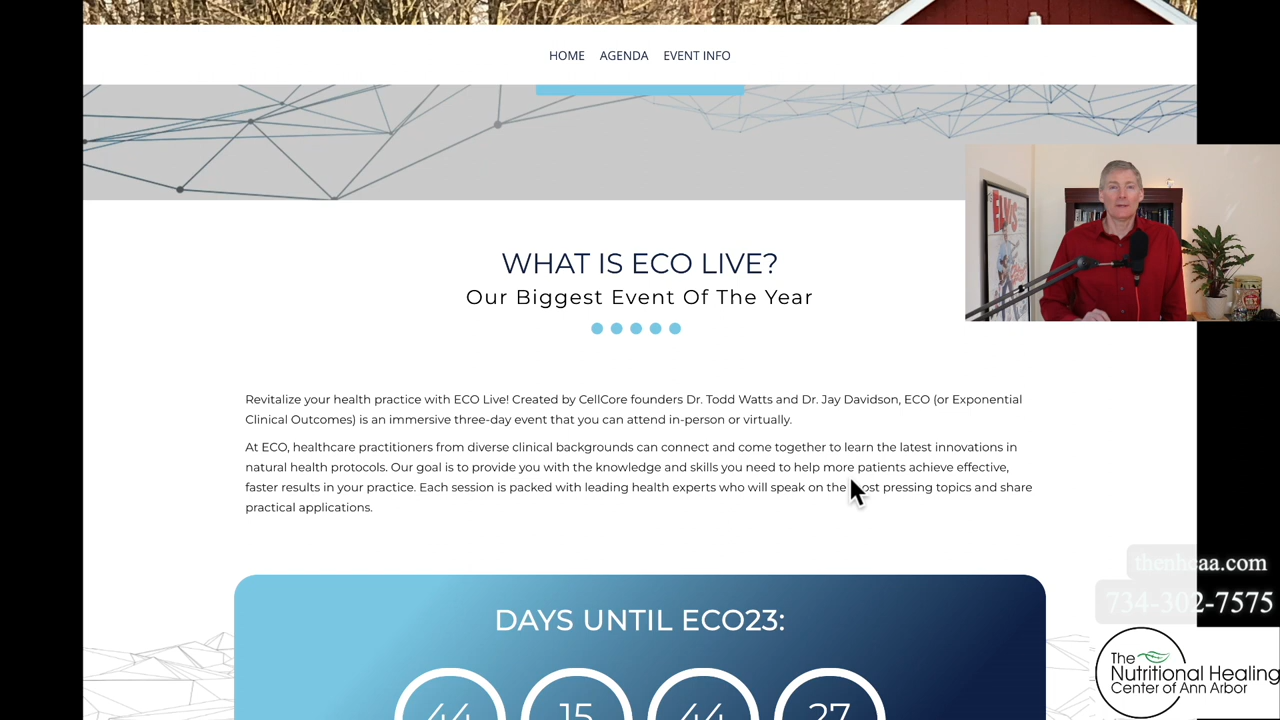 HOME AGENDA EVENT INFO
ELVIS
WHAT IS ECO LIVE?
Our Biggest Event Of The Year
Revitalize your health practice with ECO Live! Created by CellCore founders Dr. Todd Watts and Dr. Jay Davidson, ECO (or Exponential
Clinical Outcomes) is an immersive three-day event that you can attend in-person or virtually.
At ECO, healthcare practitioners from diverse clinical backgrounds can connect and come together to learn the latest innovations in
natural health protocols. Our goal is to provide you with the knowledge and skills you need to help more patients achieve effective,
faster results in your practice. Each session is packed with leading health experts who will speak on the most pressing topics and share
practical applications.
thenhcaa.com
DAYS UNTIL ECO23:
734-302-7575
The
Nutritional Healing
Center of Ann Arbor
44 15 44 27